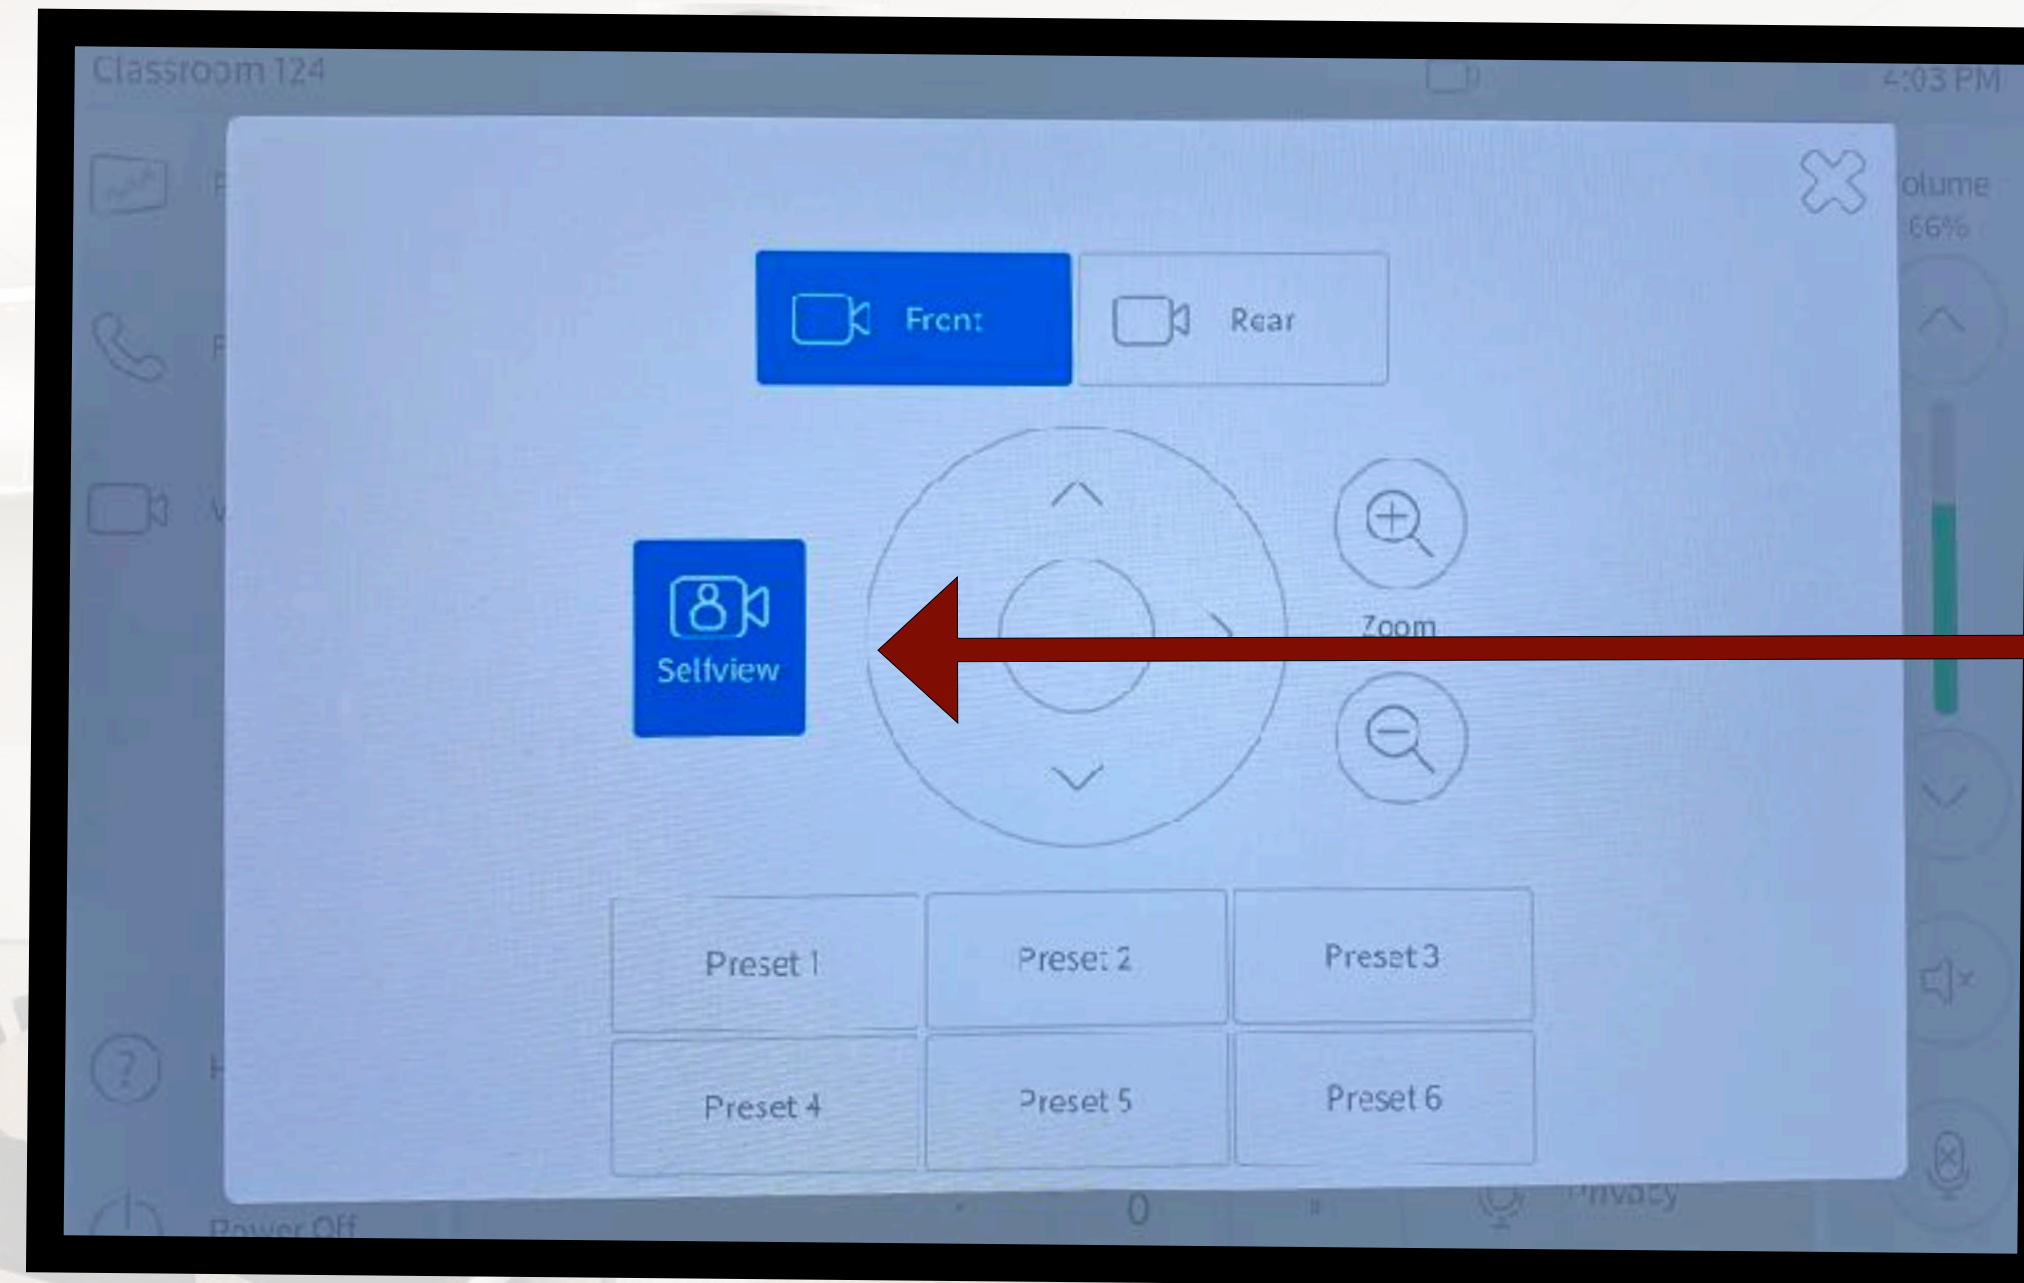 Classroom 124
4:03 PM
olume
66%
Front
Rear
Selfview
Zoom
Preset 1
Preset 2
Preset 3
Preset 4
Preset 5
Preset 6
Privacy
0
Power Off